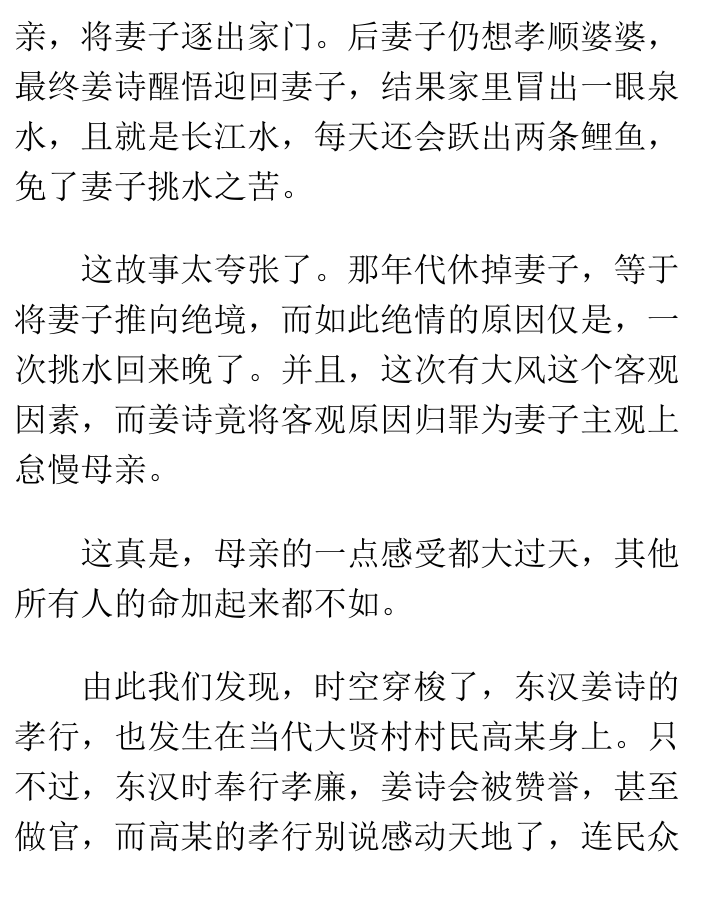 亲，将妻子逐出家门。后妻子仍想孝顺婆婆，
最终姜诗醒悟迎回妻子，结果家里冒出一眼泉
水，且就是长江水，每天还会跃出两条鲤鱼，
免了妻子挑水之苦。
这故事太夸张了。那年代休掉妻子，等于
将妻子推向绝境，而如此绝情的原因仅是，一
次挑水回来晚了。并且，这次有大风这个客观
因素，而姜诗竟将客观原因归罪为妻子主观上
怠慢母亲。
这真是，母亲的一点感受都大过天，其他
所有人的命加起来都不如。
由此我们发现，时空穿梭了，东汉姜诗的
孝行，也发生在当代大贤村村民高某身上。只
不过，东汉时奉行孝廉，姜诗会被赞誉，甚至
做官，而高某的孝行别说感动天地了，连民众